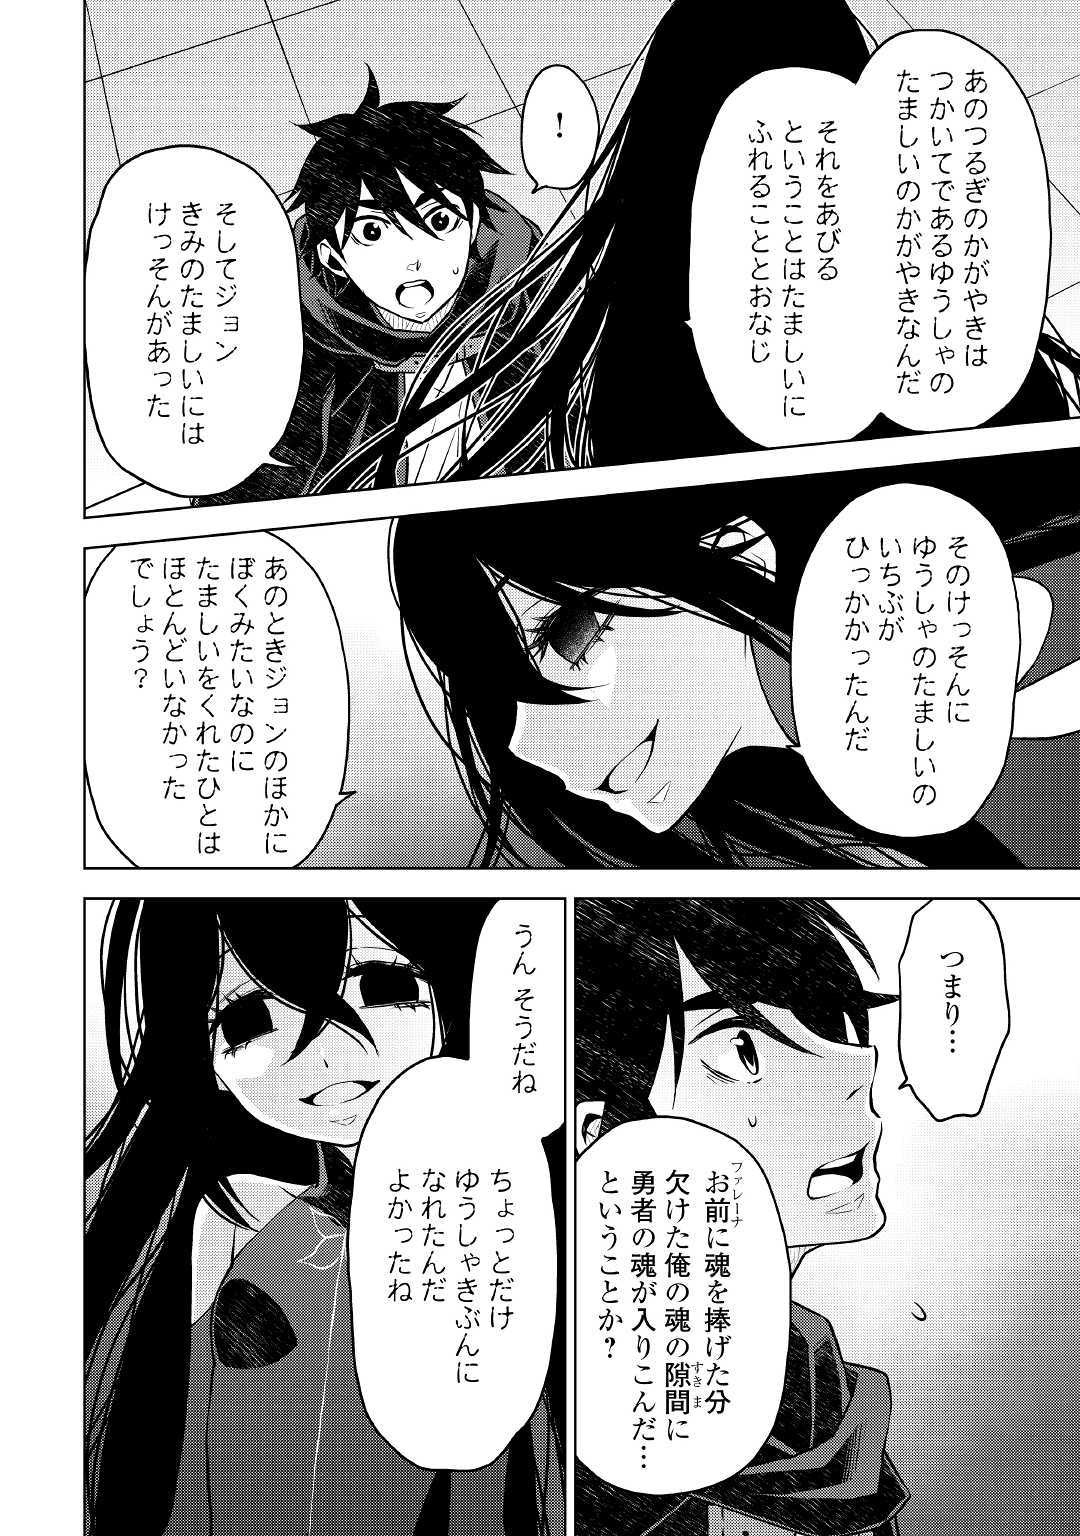 あのつるぎのかがやきは
つかいてであるゆうしゃの
たましいのかがやきなんだ
それをあびる
ということはたましいに
ふれることとおなじ
！
そしてジョン
きみのたましいには
けっそんがあった
そのけっそんに
ゆうしゃのたましいの
いちぶが
ひっかかったんだ
あのときジョンのほかに
ぼくみたいなのに
たましいをくれたひとは
ほとんどいなかった
でしょう？
つまり…
お前に魂を捧げた分
ファレーナ
欠けた俺の魂の隙間に
すきま
勇者の魂が入りこんだ…
ということか？
うん そうだね
ちょっとだけ
ゆうしゃきぶんに
なれたんだ
よかったね